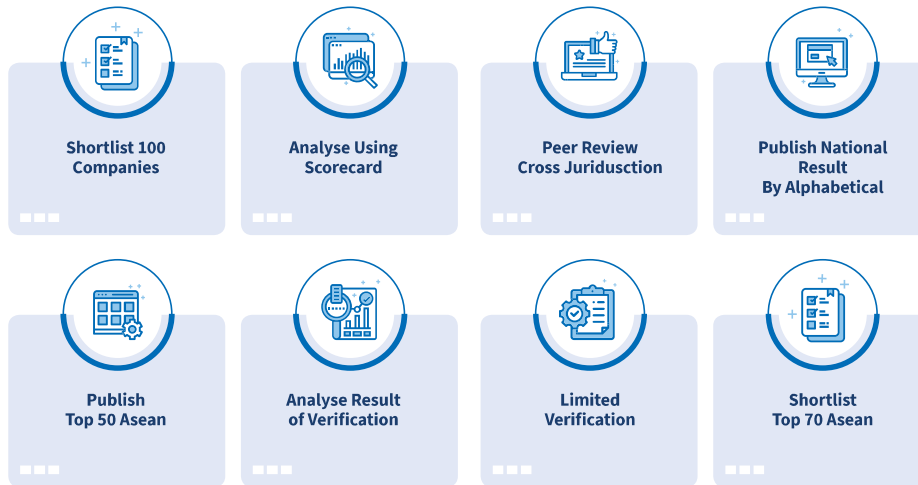 Shortlist 100
Companies
Analyse Using
Scorecard
Peer Review
Cross Juridusction
Publish National
Result
By Alphabetical
Publish
Top 50 Asean
Analyse Result
of Verification
Limited
Verification
Shortlist
Top 70 Asean